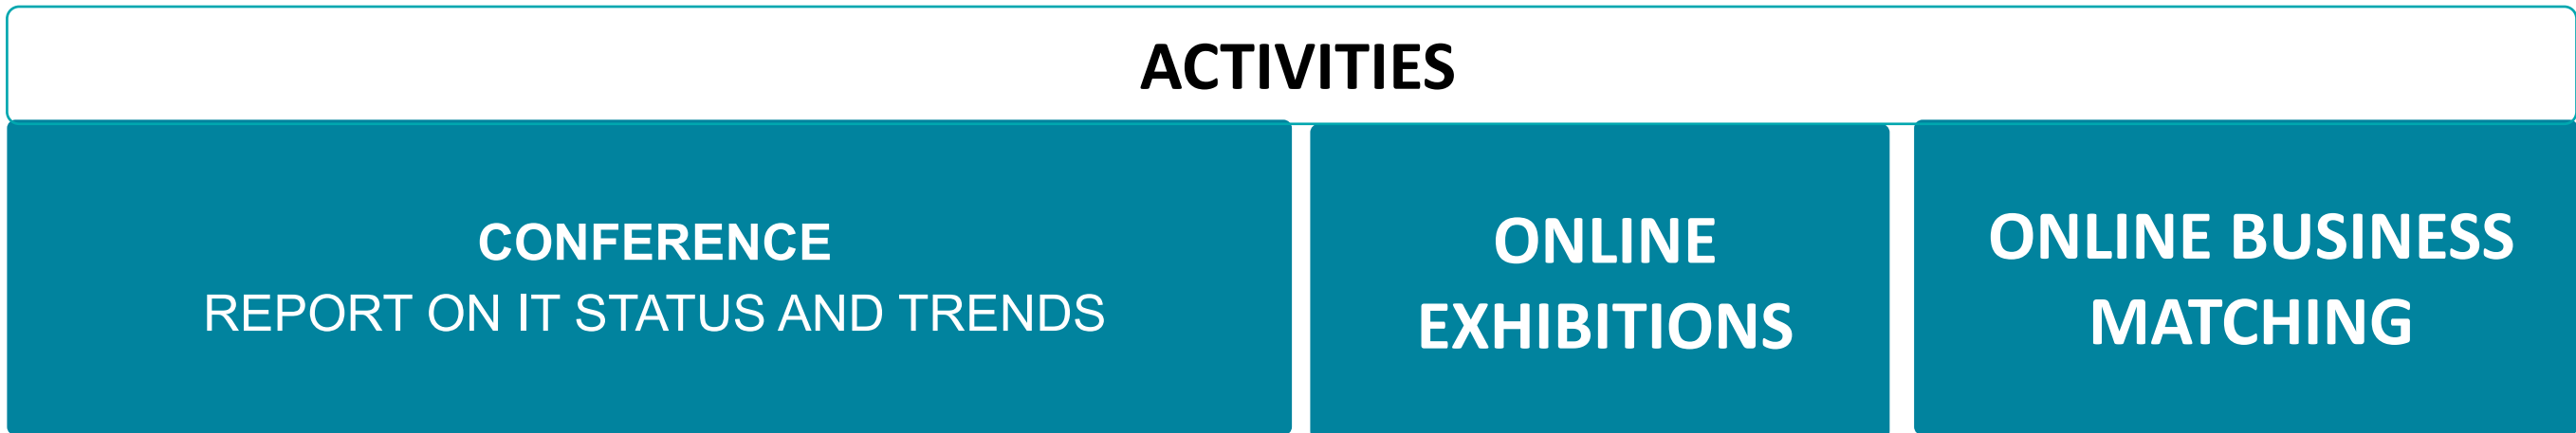 ACTIVITIES
CONFERENCE
REPORT ON IT STATUS AND TRENDS
ONLINE
EXHIBITIONS
ONLINE BUSINESS
MATCHING